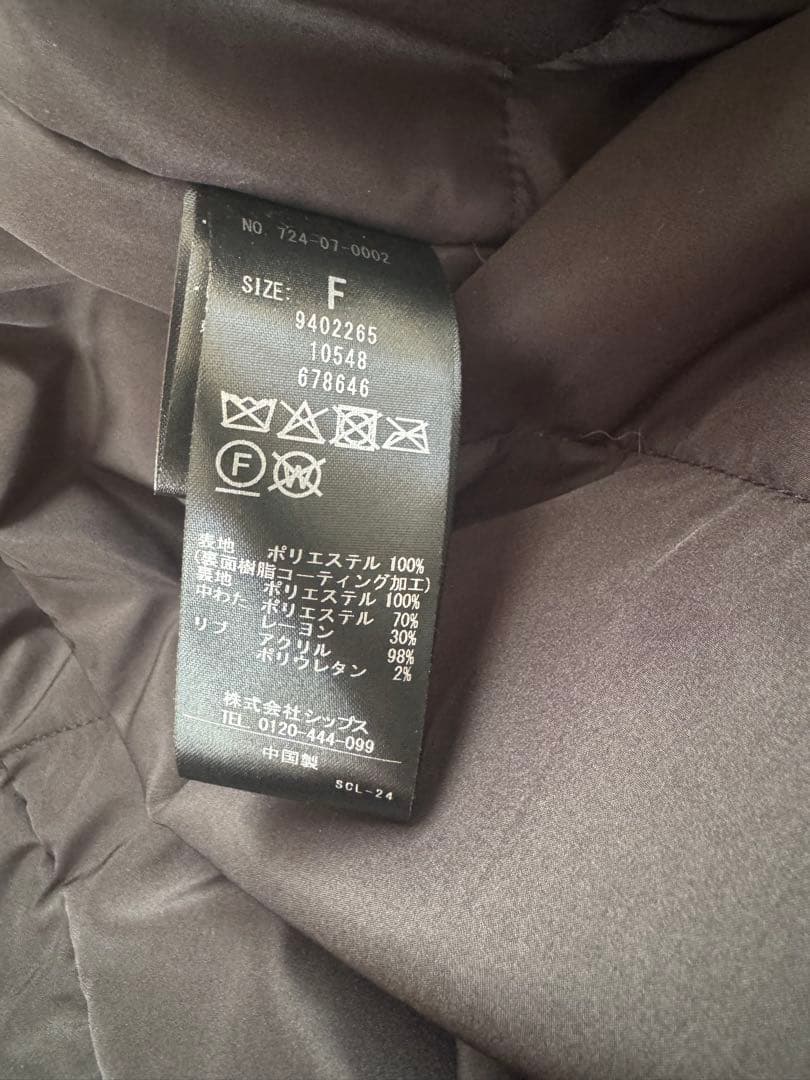 NO. 724-07-0002
SIZE: F
9402265
10548
678646
F W
表地 ポリエステル 100%
(裏面樹脂コーティング加工)
裏地 ポリエステル 100%
中わた ポリエステル 70%
レーヨン 30%
リブ アクリル 98%
ポリウレタン 2%
株式会社シップス
TEL 0120-444-099
中国製
SCL-24